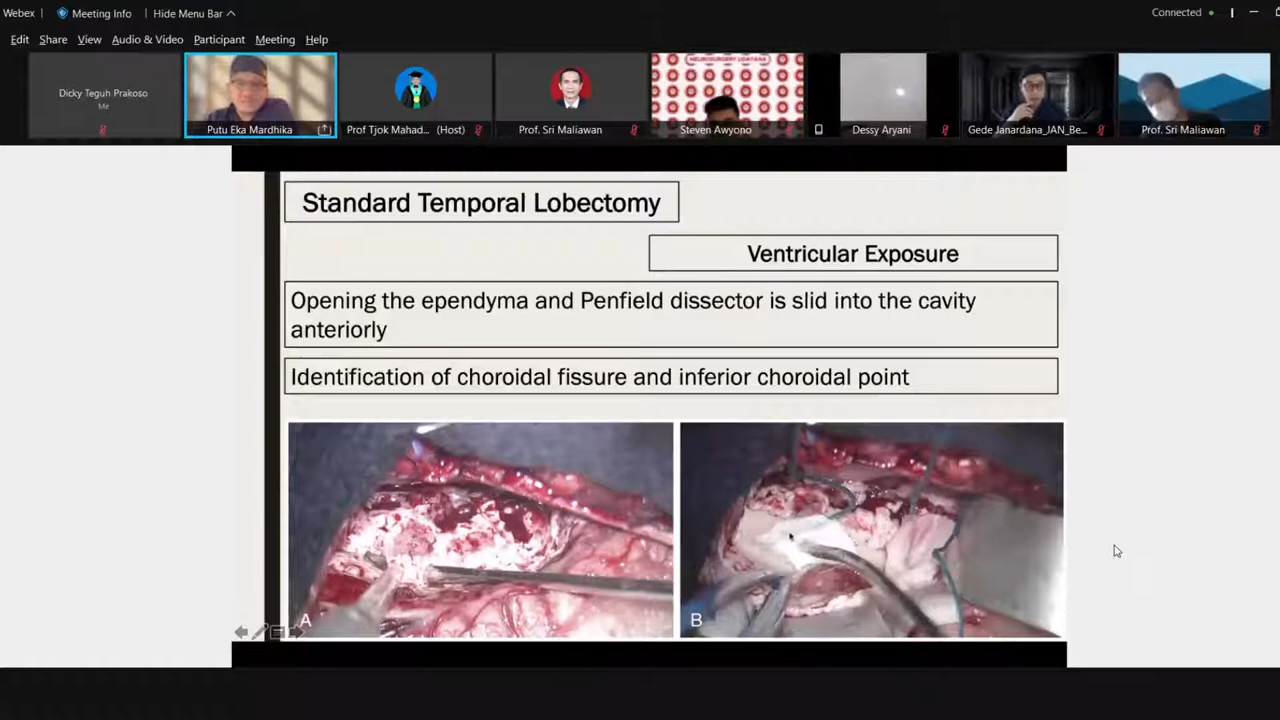 Webex
Meeting Info
Hide Menu Bar
Connected
Edit Share View Audio & Video Participant Meeting Help
Dicky Teguh Prakoso
Me
Putu Eka Mardhika
Prof Tjok Mahad... (Host)
Prof. Sri Maliawan
NEUROSURGERY UDAYANA
Steven Awyono
Dessy Aryani
Gede Janardana_JAN_Be...
Prof. Sri Maliawan
Standard Temporal Lobectomy
Ventricular Exposure
Opening the ependyma and Penfield dissector is slid into the cavity
anteriorly
Identification of choroidal fissure and inferior choroidal point
A
B